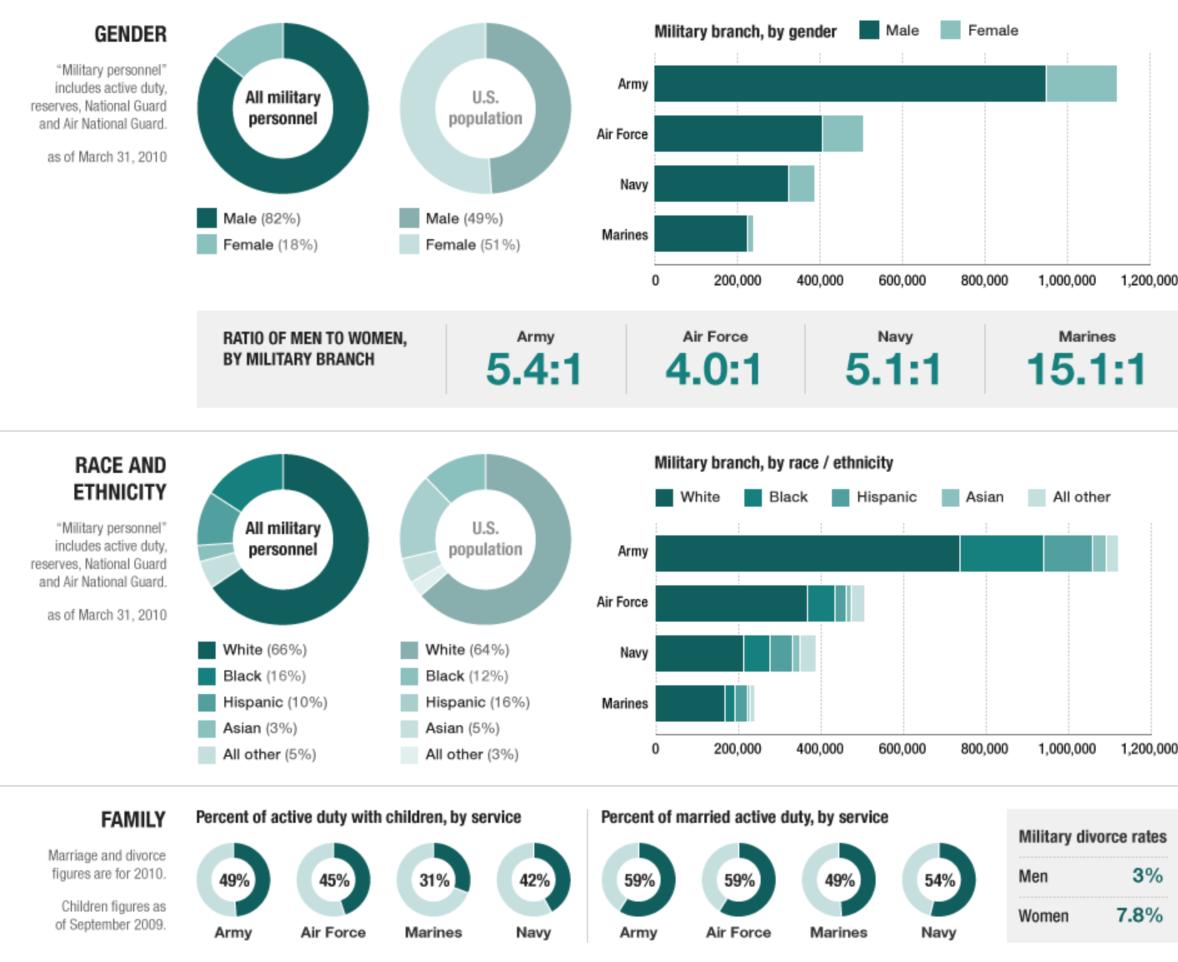 GENDER
“Military personnel”
includes active duty,
reserves, National Guard
and Air National Guard.
as of March 31, 2010
All military
personnel
Male (82%)
Female (18%)
U.S.
population
Male (49%)
Female (51%)
Military branch, by gender
Male
Female
Army
Air Force
Navy
Marines
0 200,000 400,000 600,000 800,000 1,000,000 1,200,000
RATIO OF MEN TO WOMEN,
BY MILITARY BRANCH
Army
5.4:1
Air Force
4.0:1
Navy
5.1:1
Marines
15.1:1
RACE AND
ETHNICITY
“Military personnel”
includes active duty,
reserves, National Guard
and Air National Guard.
as of March 31, 2010
All military
personnel
White (66%)
Black (16%)
Hispanic (10%)
Asian (3%)
All other (5%)
U.S.
population
White (64%)
Black (12%)
Hispanic (16%)
Asian (5%)
All other (3%)
Military branch, by race / ethnicity
White Black Hispanic Asian All other
Army
Air Force
Navy
Marines
0 200,000 400,000 600,000 800,000 1,000,000 1,200,000
FAMILY
Marriage and divorce
figures are for 2010.
Children figures as
of September 2009.
Percent of active duty with children, by service
49% 45% 31% 42%
Army Air Force Marines Navy
Percent of married active duty, by service
59% 59% 49% 54%
Army Air Force Marines Navy
Military divorce rates
Men 3%
Women 7.8%